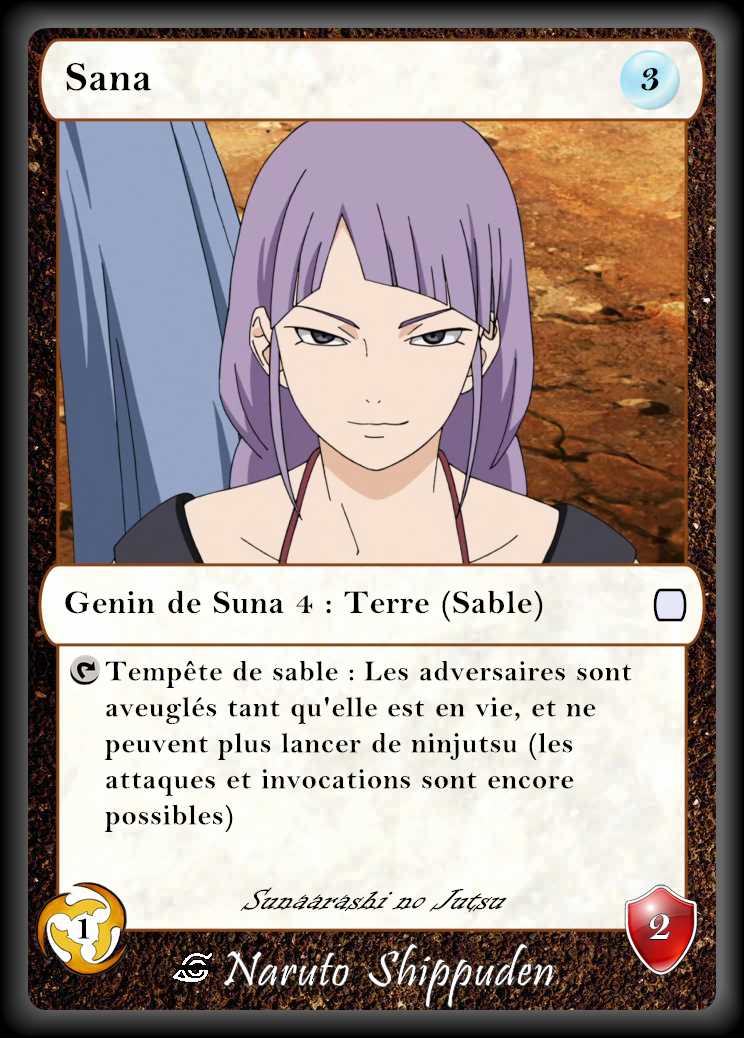 Sana
3
Genin de Suna 4 : Terre (Sable)
Tempête de sable : Les adversaires sont
aveuglés tant qu'elle est en vie, et ne
peuvent plus lancer de ninjutsu (les
attaques et invocations sont encore
possibles)
Sunaarashi no Jutsu
1
2
Naruto Shippuden